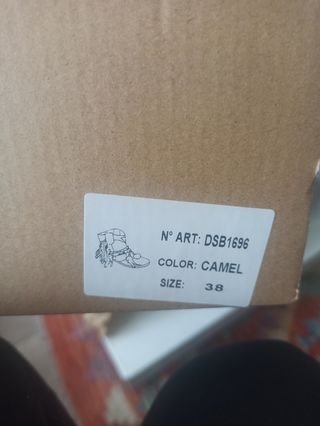 N° ART: DSB1696
COLOR: CAMEL
SIZE: 38